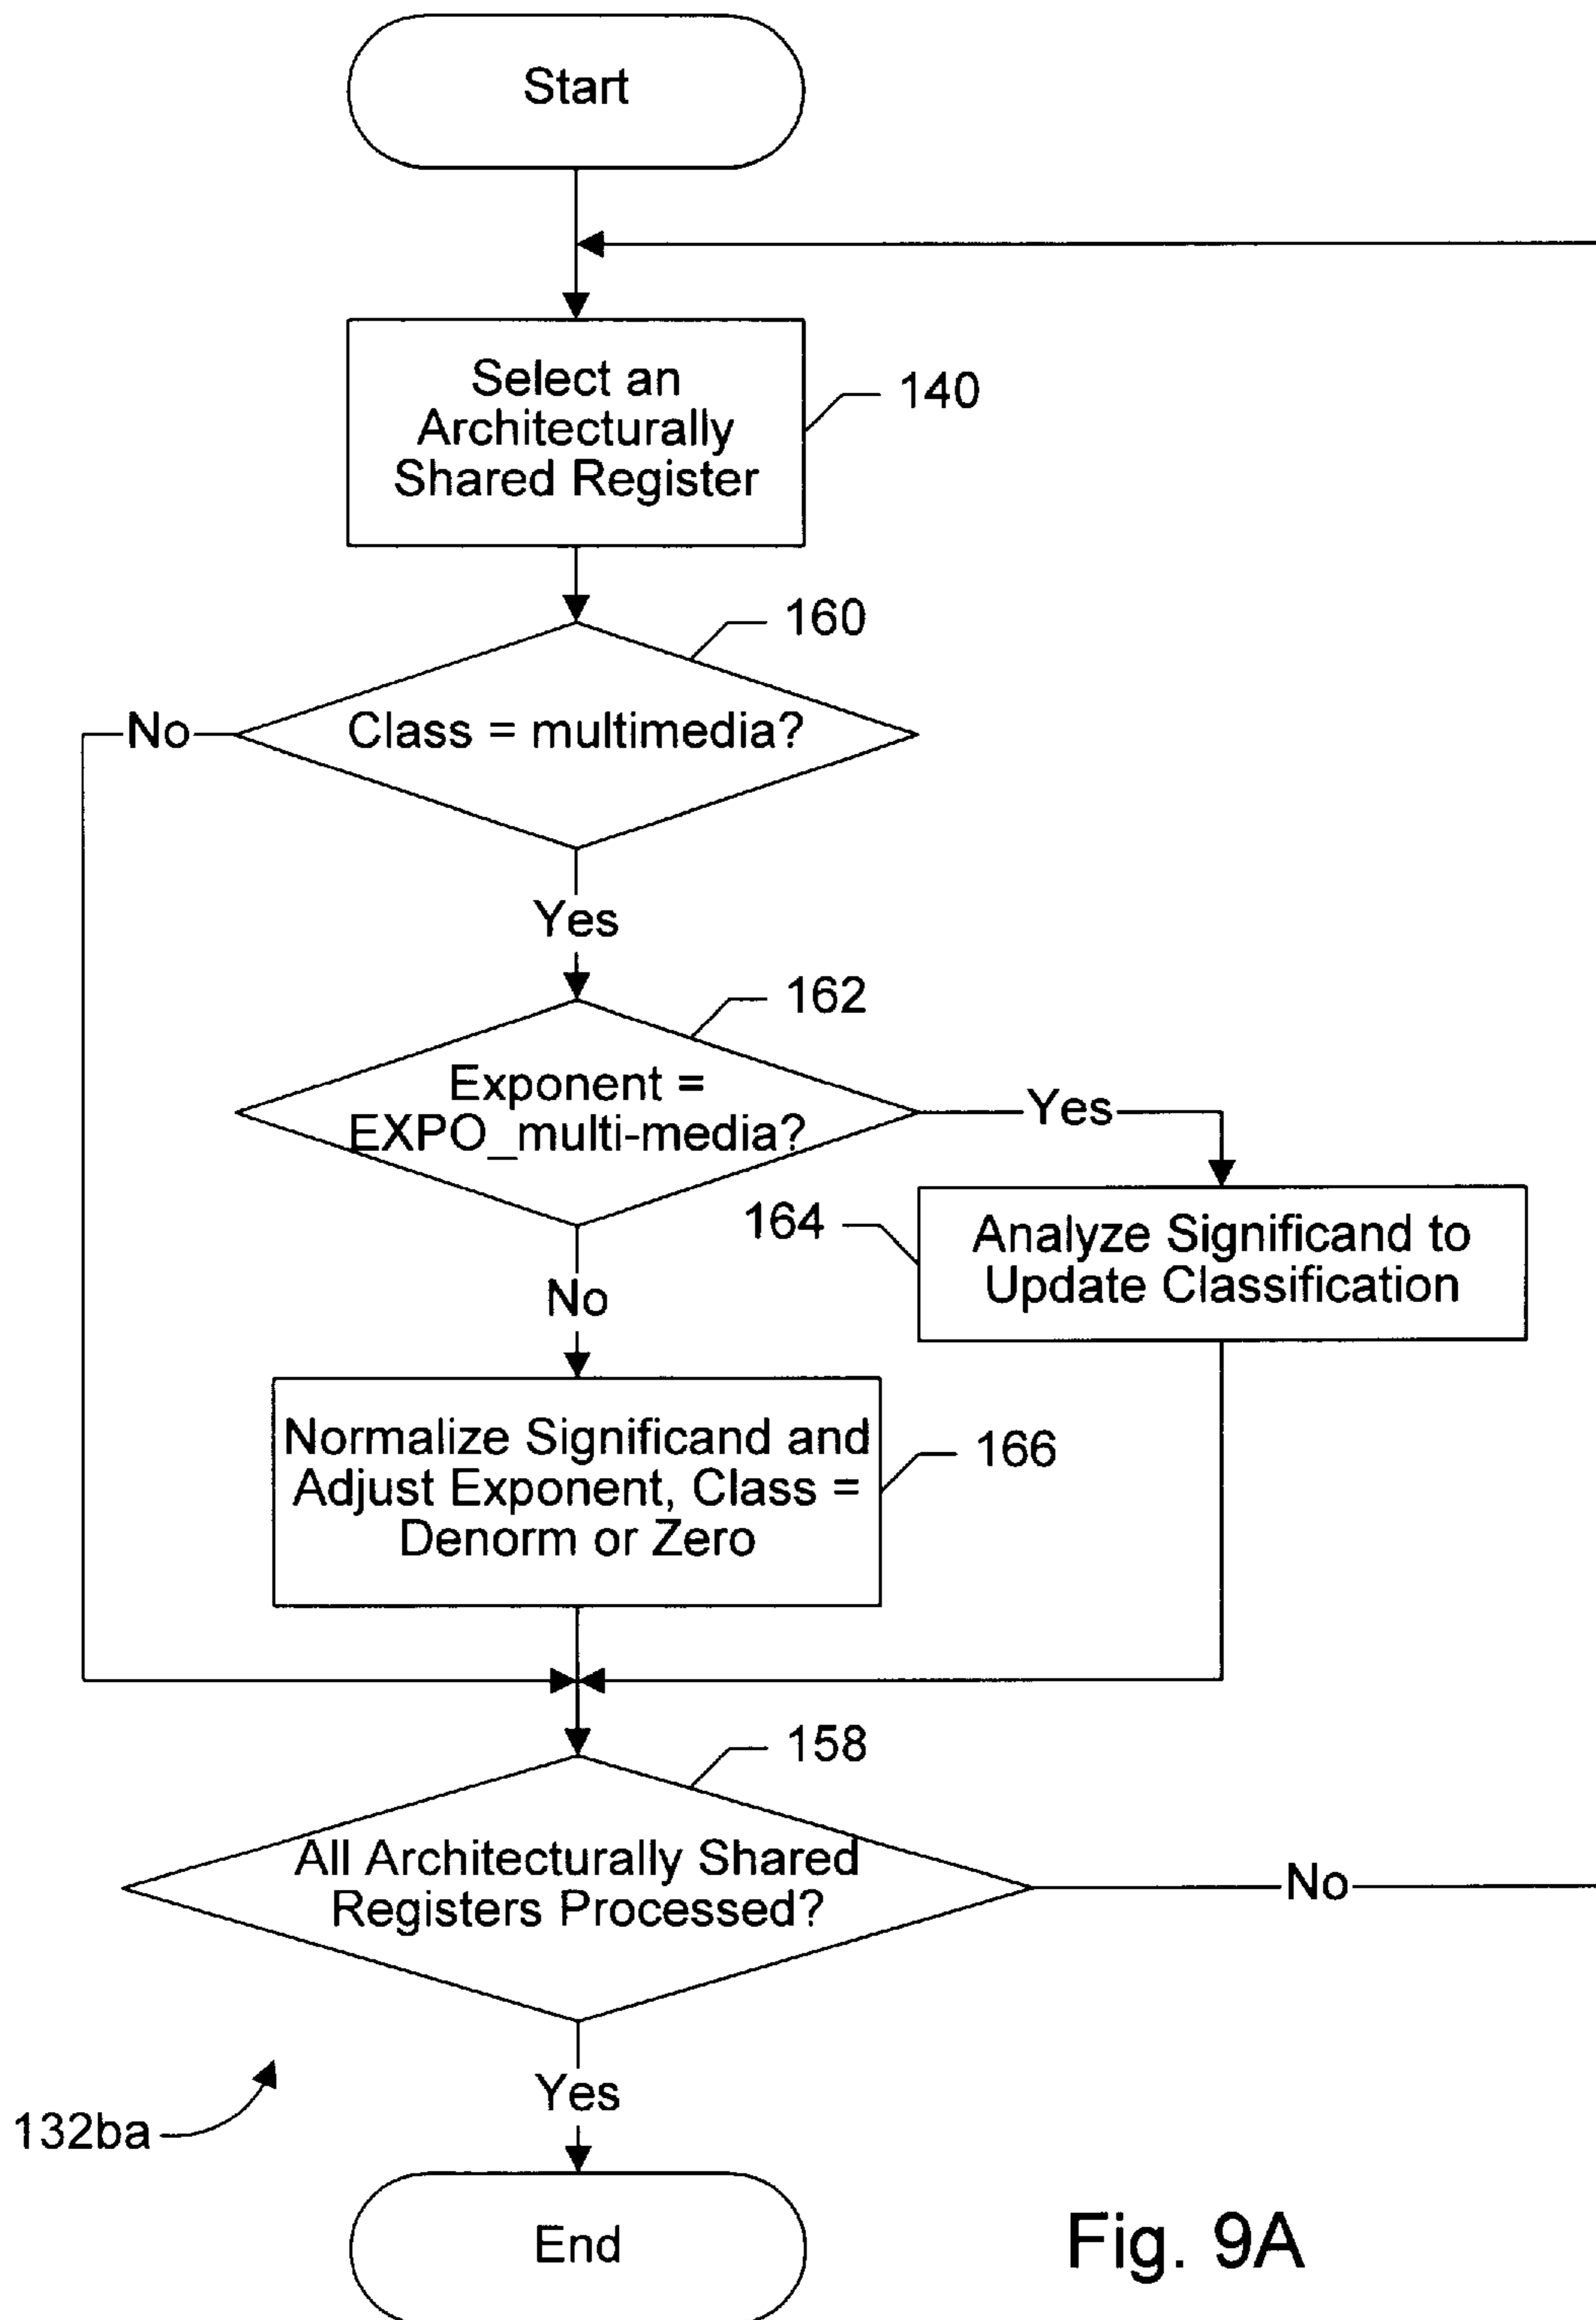 Start
Select an
Architecturally
Shared Register
140
160
Class = multimedia?
No
Yes
162
Exponent =
EXPO_multi-media?
Yes
164
Analyze Significand to
Update Classification
No
Normalize Significand and
Adjust Exponent, Class =
Denorm or Zero
166
158
All Architecturally Shared
Registers Processed?
No
Yes
132ba
End
Fig. 9A